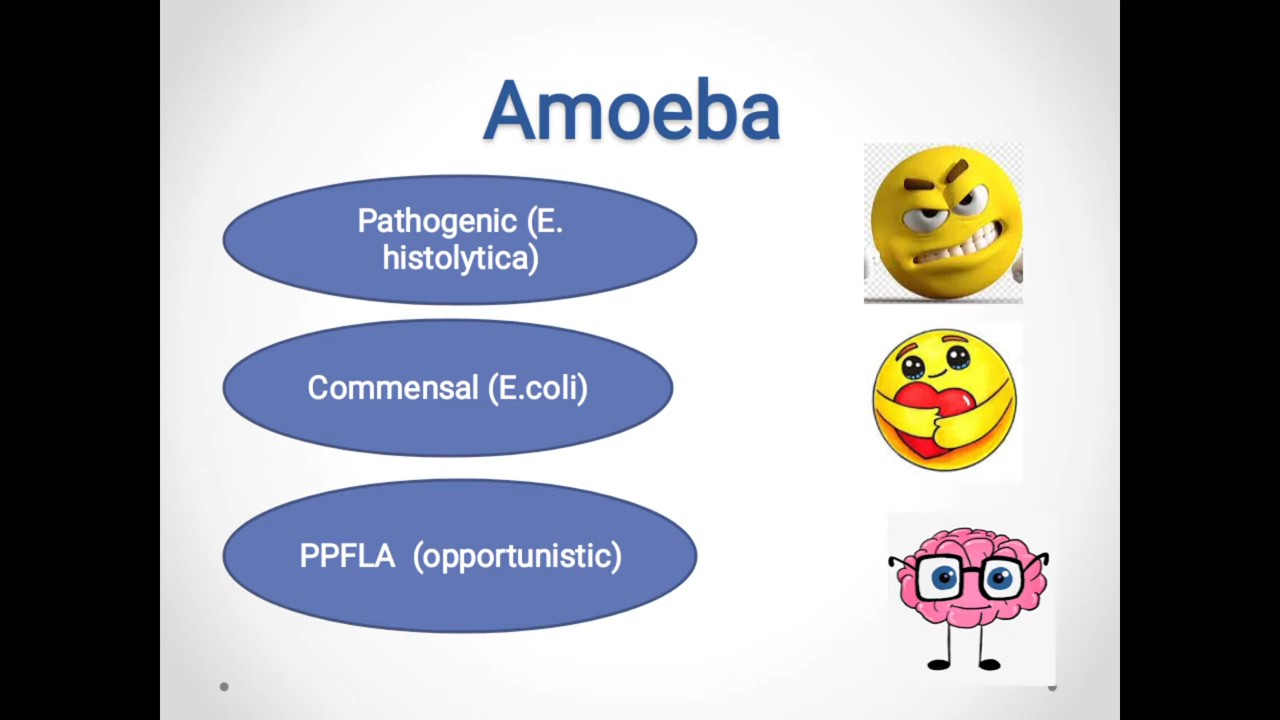 Amoeba
Pathogenic (E.
histolytica)
Commensal (E.coli)
PPFLA (opportunistic)